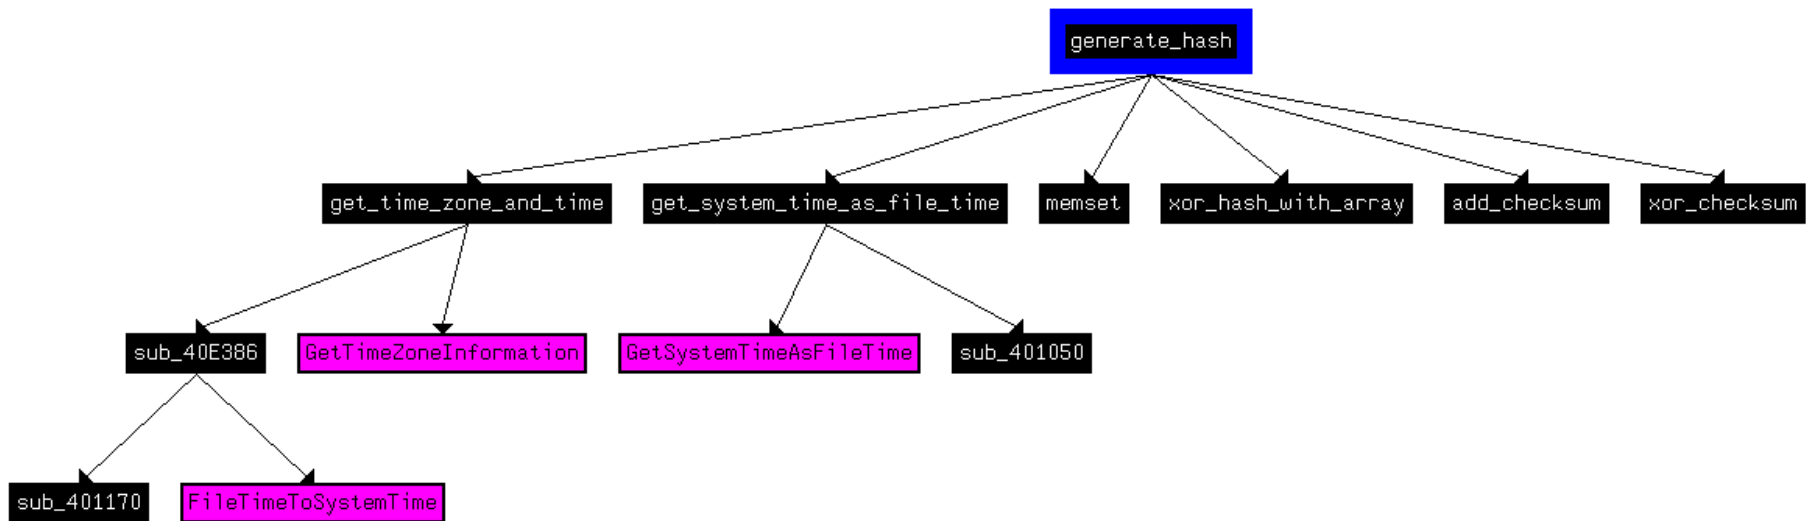 generate_hash
get_time_zone_and_time
get_system_time_as_file_time
memset
xor_hash_with_array
add_checksum
xor_checksum
sub_40E386
GetTimeZoneInformation
GetSystemTimeAsFileTime
sub_401050
sub_401170
FileTimeToSystemTime